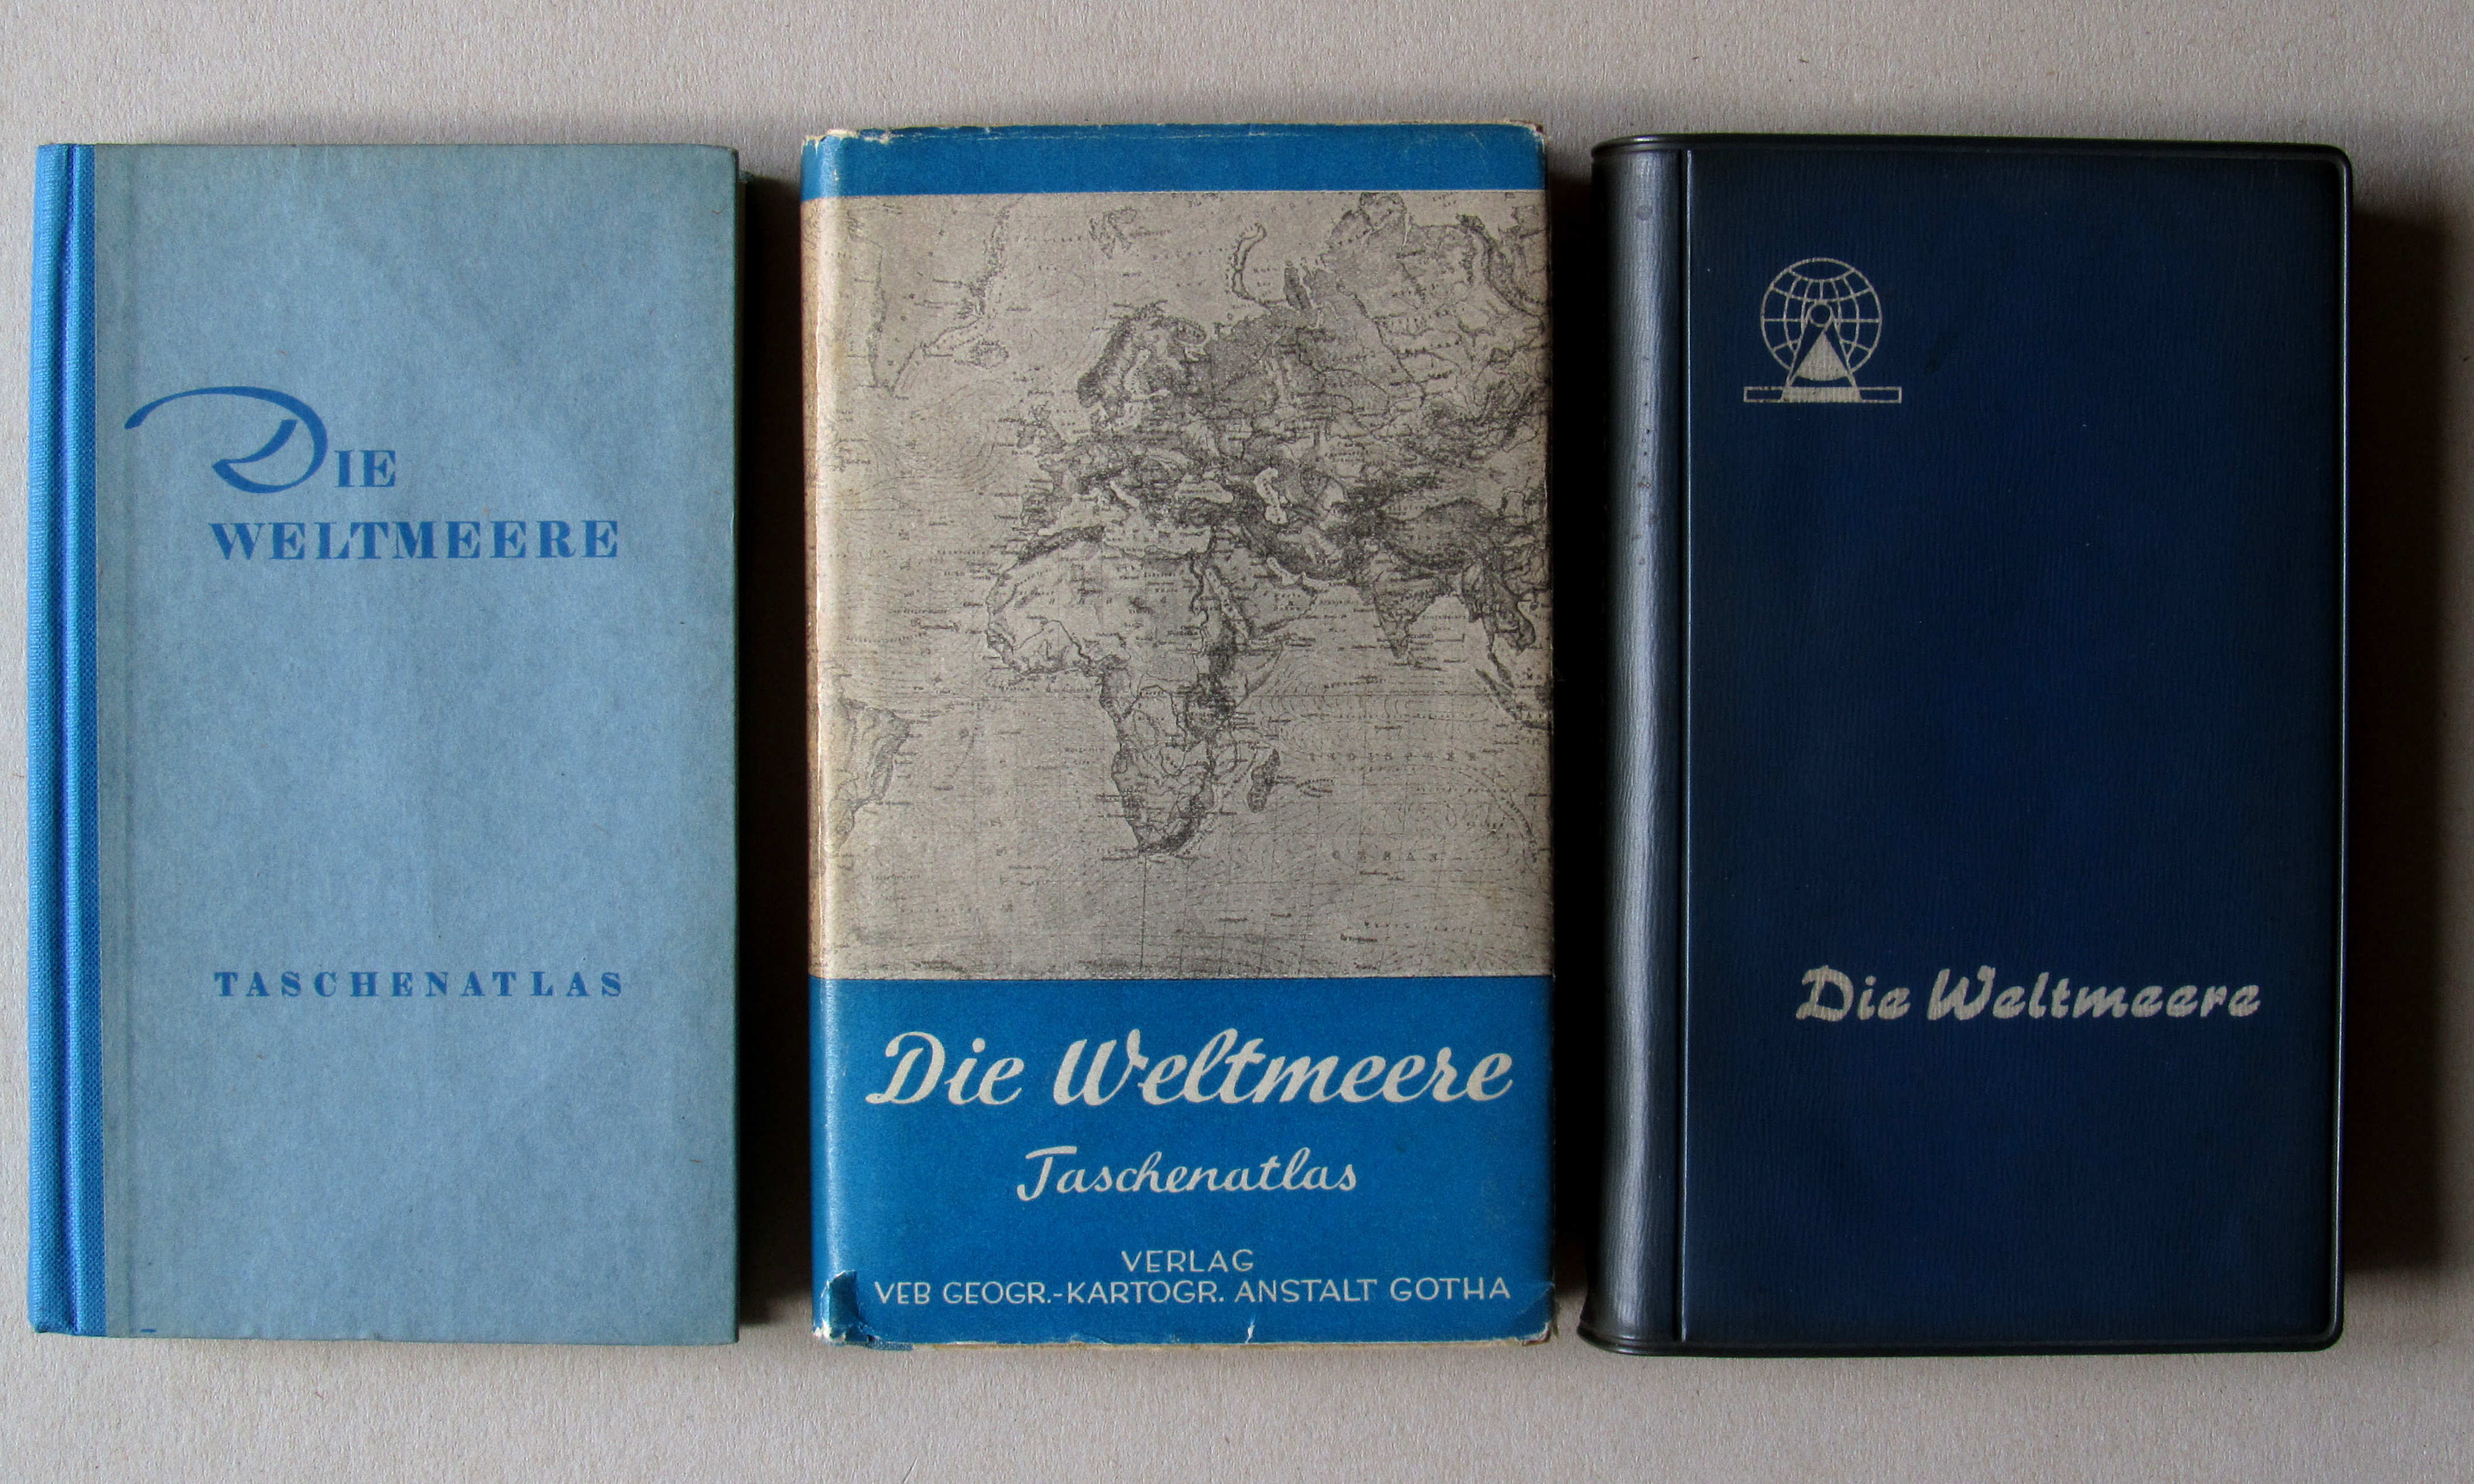 DIE
WELTMEERE
TASCHENATLAS
Die Weltmeere
Taschenatlas
VERLAG
VEB GEOGR.-KARTOGR. ANSTALT GOTHA
Die Weltmeere